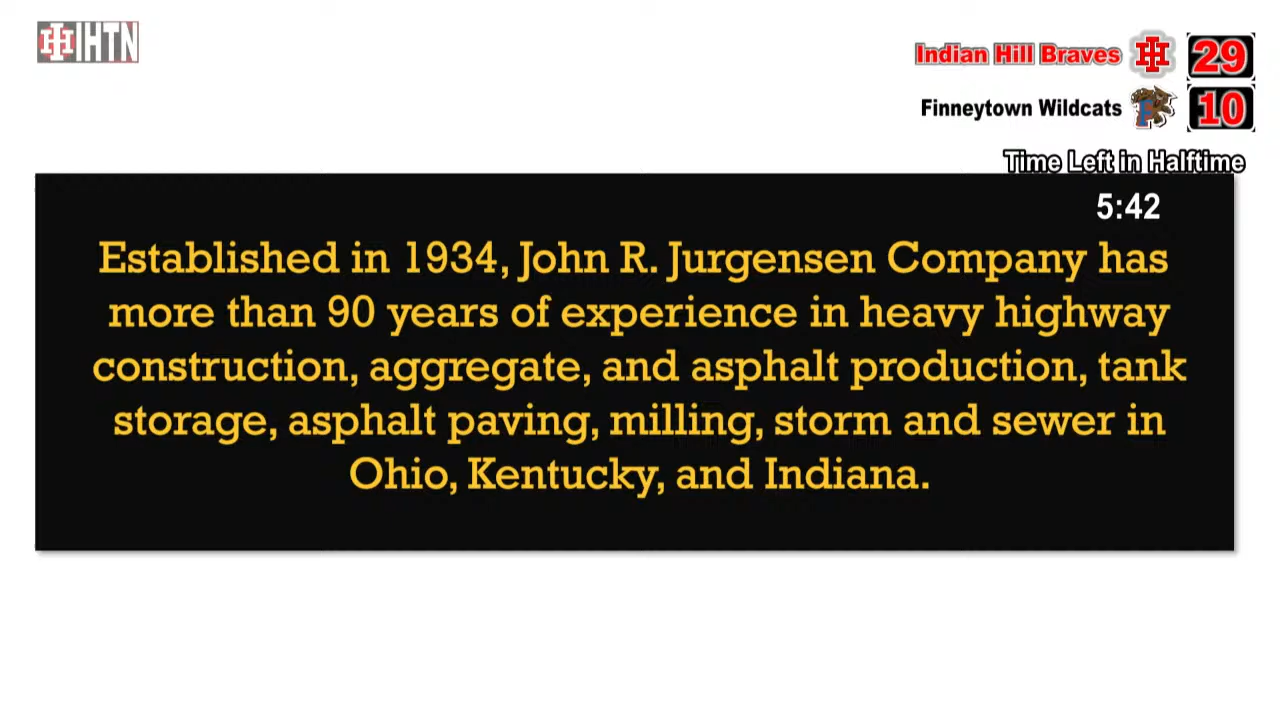 IH IHTN
Indian Hill Braves IH 29
Finneytown Wildcats F 10
Time Left in Halftime
5:42
Established in 1934, John R. Jurgensen Company has
more than 90 years of experience in heavy highway
construction, aggregate, and asphalt production, tank
storage, asphalt paving, milling, storm and sewer in
Ohio, Kentucky, and Indiana.